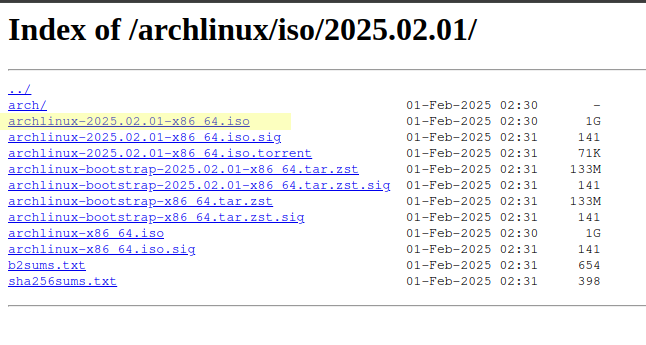 Index of /archlinux/iso/2025.02.01/
../
arch/ 01-Feb-2025 02:30 -
archlinux-2025.02.01-x86_64.iso 01-Feb-2025 02:30 1G
archlinux-2025.02.01-x86_64.iso.sig 01-Feb-2025 02:31 141
archlinux-2025.02.01-x86_64.iso.torrent 01-Feb-2025 02:31 71K
archlinux-bootstrap-2025.02.01-x86_64.tar.zst 01-Feb-2025 02:31 133M
archlinux-bootstrap-2025.02.01-x86_64.tar.zst.sig 01-Feb-2025 02:31 141
archlinux-bootstrap-x86_64.tar.zst 01-Feb-2025 02:31 133M
archlinux-bootstrap-x86_64.tar.zst.sig 01-Feb-2025 02:31 141
archlinux-x86_64.iso 01-Feb-2025 02:30 1G
archlinux-x86_64.iso.sig 01-Feb-2025 02:31 141
b2sums.txt 01-Feb-2025 02:31 654
sha256sums.txt 01-Feb-2025 02:31 398